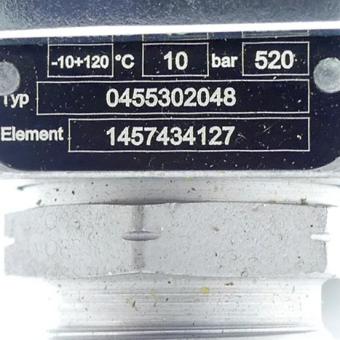 -10+120 °C 10 bar 520
Typ 0455302048
Element 1457434127